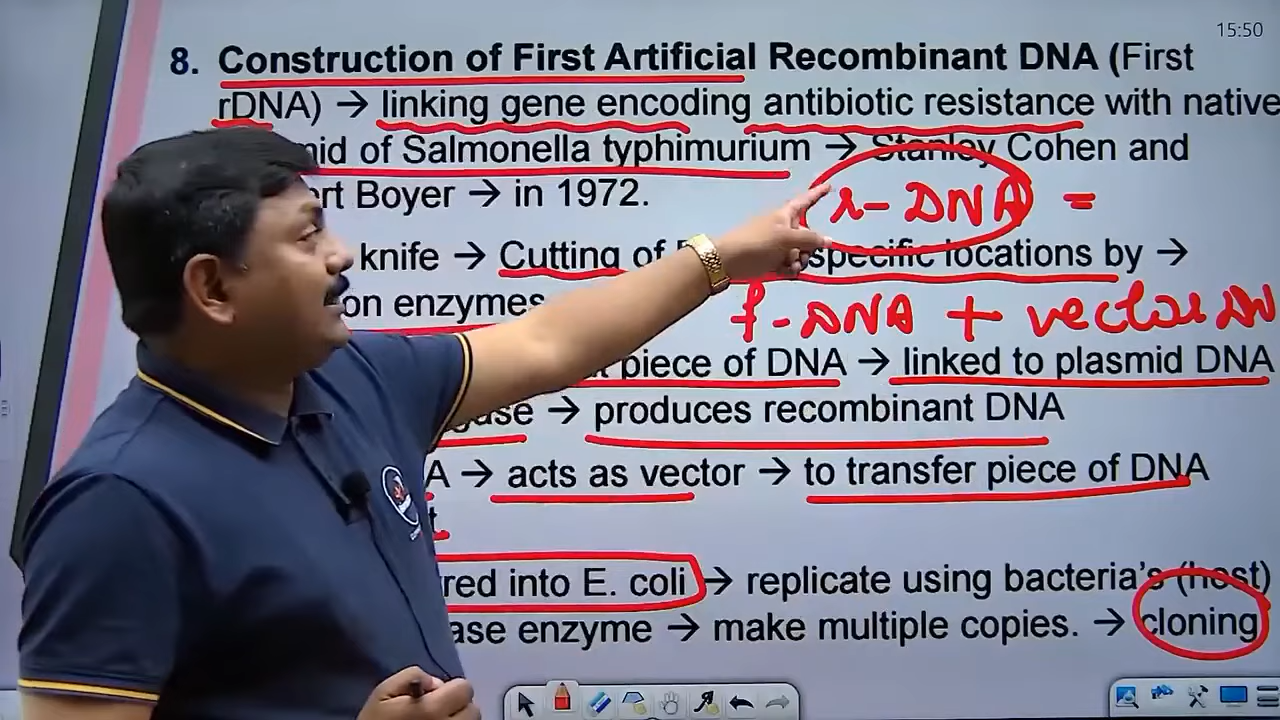 15:50
8. Construction of First Artificial Recombinant DNA (First
rDNA) → linking gene encoding antibiotic resistance with native
mid of Salmonella typhimurium → Stanley Cohen and
rt Boyer → in 1972.
r-DNA =
knife → Cutting of specific locations by →
on enzymes
f-DNA + vector DN
piece of DNA → linked to plasmid DNA
gase → produces recombinant DNA
A → acts as vector → to transfer piece of DNA
t.
red into E. coli → replicate using bacteria's (host)
ase enzyme → make multiple copies. → cloning